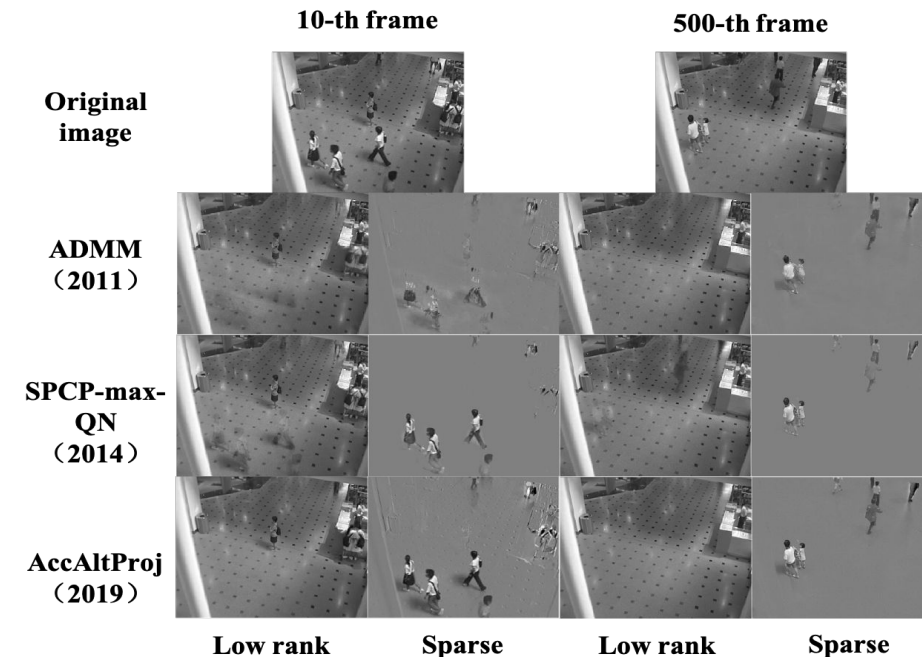 10-th frame
500-th frame
Original
image
ADMM
（2011）
SPCP-max-
QN
（2014）
AccAltProj
（2019）
Low rank
Sparse
Low rank
Sparse